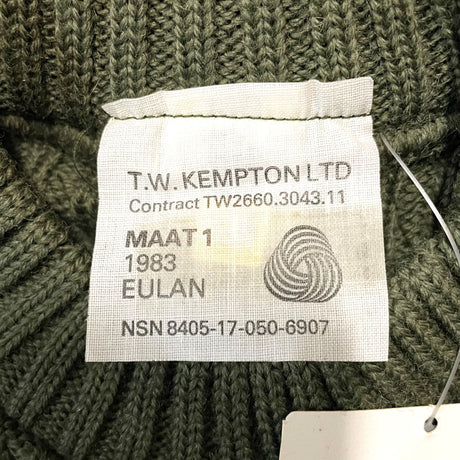 T.W. KEMPTON LTD
Contract TW2660.3043.11
MAAT 1
1983
EULAN
NSN 8405-17-050-6907